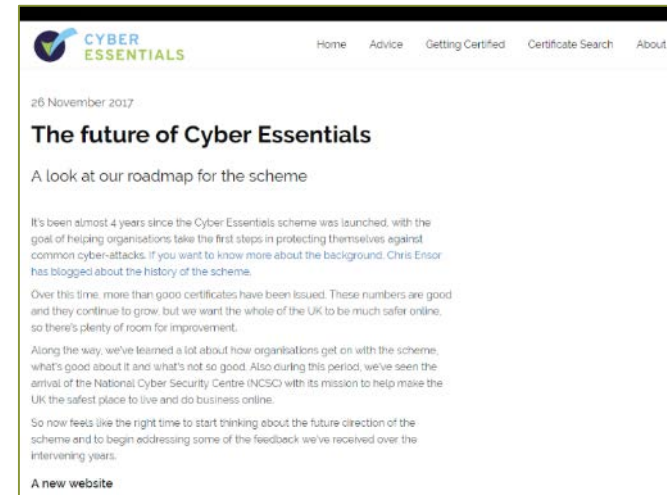 CYBER
ESSENTIALS
Home Advice Getting Certified Certificate Search About
26 November 2017
The future of Cyber Essentials
A look at our roadmap for the scheme
It's been almost 4 years since the Cyber Essentials scheme was launched, with the
goal of helping organisations take the first steps in protecting themselves against
common cyber-attacks. If you want to know more about the background, Chris Ensor
has blogged about the history of the scheme.
Over this time, more than 9000 certificates have been issued. These numbers are good
and they continue to grow, but we want the whole of the UK to be much safer online,
so there's plenty of room for improvement.
Along the way, we've learned a lot about how organisations get on with the scheme,
what's good about it and what's not so good. Also during this period, we've seen the
arrival of the National Cyber Security Centre (NCSC) with its mission to help make the
UK the safest place to live and do business online.
So now feels like the right time to start thinking about the future direction of the
scheme and to begin addressing some of the feedback we've received over the
intervening years.
A new website